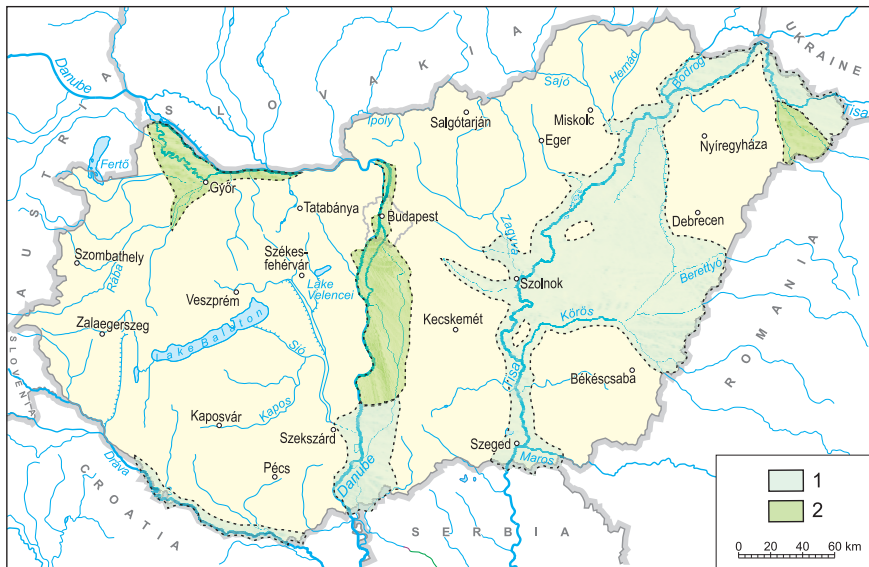 UKRAINE
SLOVAKIA
AUSTRIA
Danube
Sajó
Hernád
Bodrog
Tisa
Ipoly
Salgótarján
Miskolc
Eger
Nyíregyháza
Fertő
Győr
Tatabánya
Budapest
Debrecen
Zagyva
Szombathely
Rába
Székes-
fehérvár
Lake
Velencei
Szolnok
Berettyó
ROMANIA
Veszprém
Zalaegerszeg
Lake Balaton
Sió
Kecskemét
Körös
Tisa
Békéscsaba
SLOVENIA
Kaposvár
Kapos
Szekszárd
Szeged
Maros
Dráva
Pécs
Danube
CROATIA
SERBIA
1
2
0 20 40 60 km